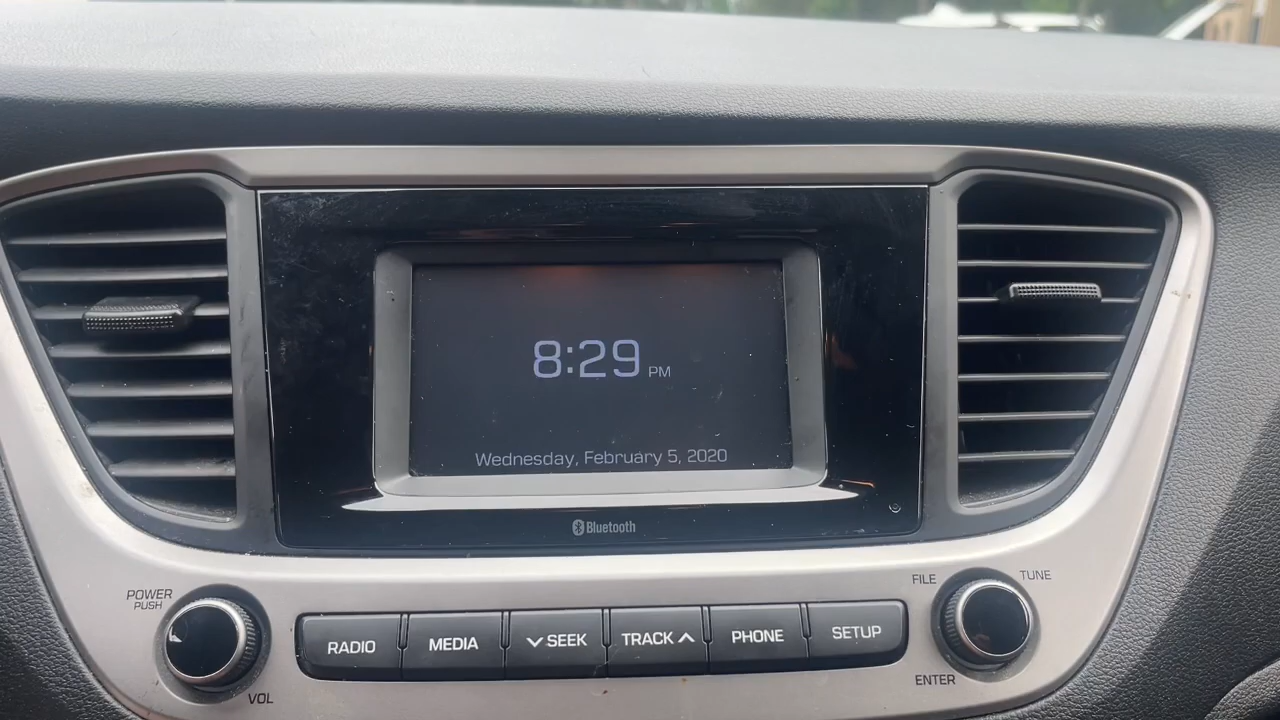 8:29 PM
Wednesday, February 5, 2020
Bluetooth
POWER
PUSH
VOL
RADIO
MEDIA
SEEK
TRACK
PHONE
SETUP
FILE
TUNE
ENTER